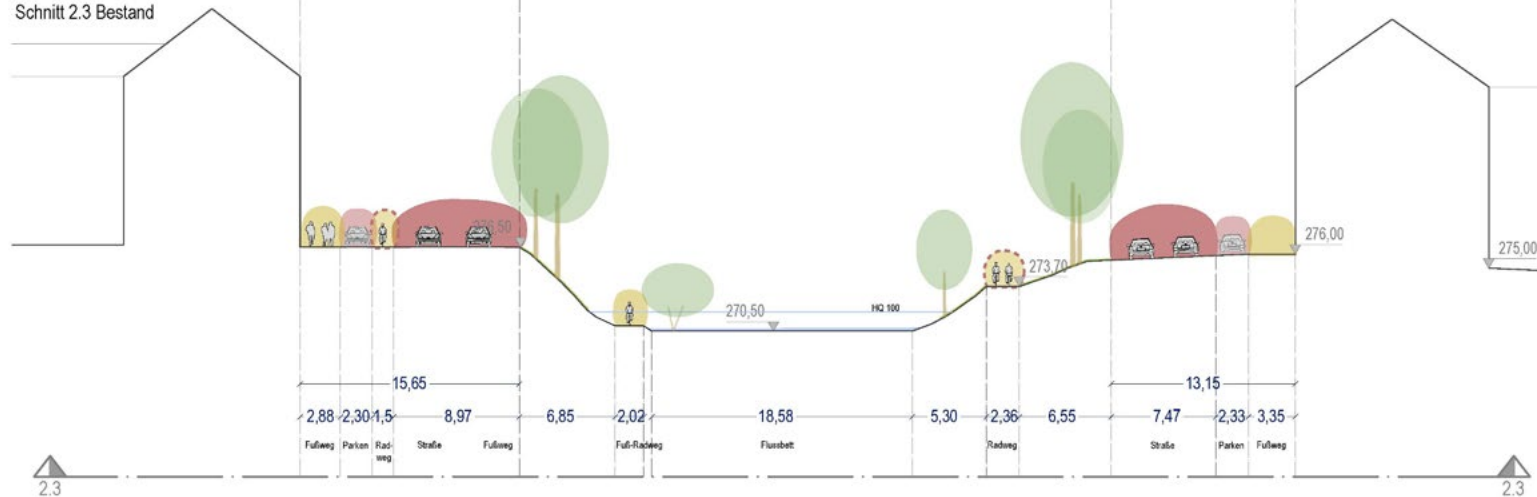 Schnitt 2.3 Bestand
276,50
276,00
275,00
273,70
270,50
HQ 100
15,65
13,15
2,88
2,30
1,5
8,97
6,85
2,02
18,58
5,30
2,36
6,55
7,47
2,33
3,35
Fußweg
Parken
Rad-
weg
Straße
Fußweg
Fuß-Radweg
Flussbett
Radweg
Straße
Parken
Fußweg
2.3
2.3